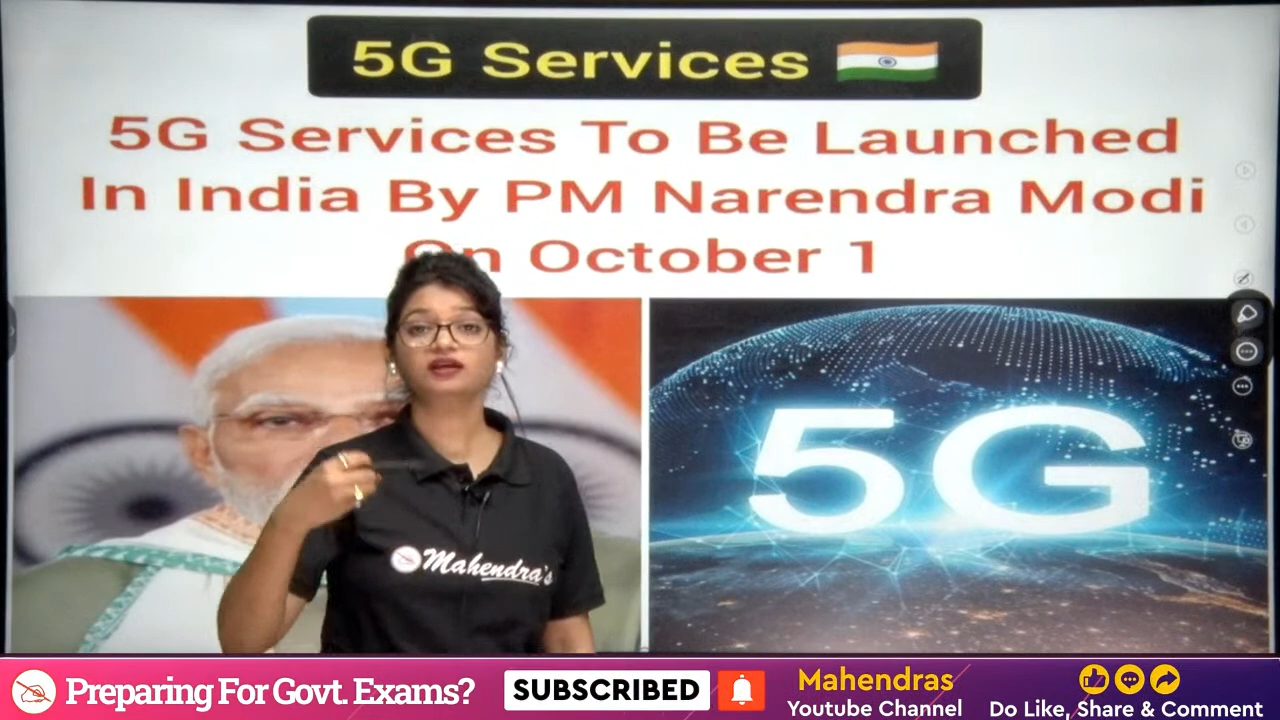 5G Services
5G Services To Be Launched
In India By PM Narendra Modi
On October 1
5G
Mahendra's
Preparing For Govt. Exams?
SUBSCRIBED
Mahendras
Youtube Channel
Do Like, Share & Comment